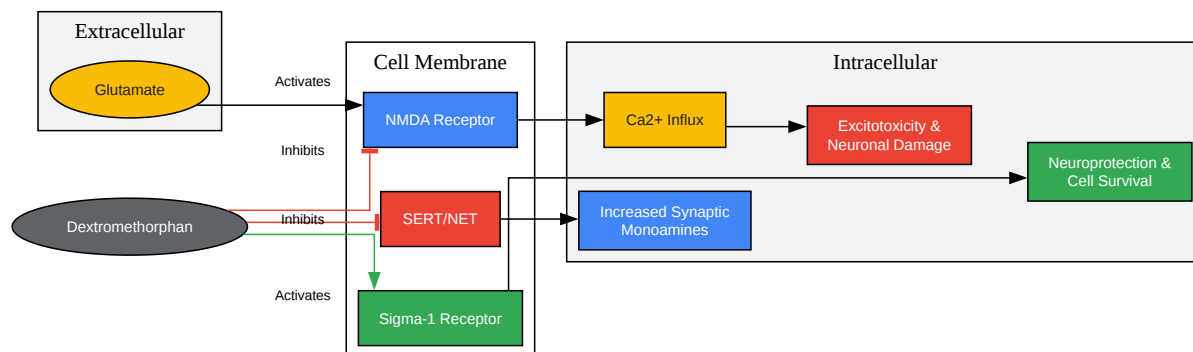 Extracellular
Glutamate
Activates
Cell Membrane
NMDA Receptor
Inhibits
Dextromethorphan
Inhibits
SERT/NET
Activates
Sigma-1 Receptor
Intracellular
Ca2+ Influx
Excitotoxicity &
Neuronal Damage
Neuroprotection &
Cell Survival
Increased Synaptic
Monoamines